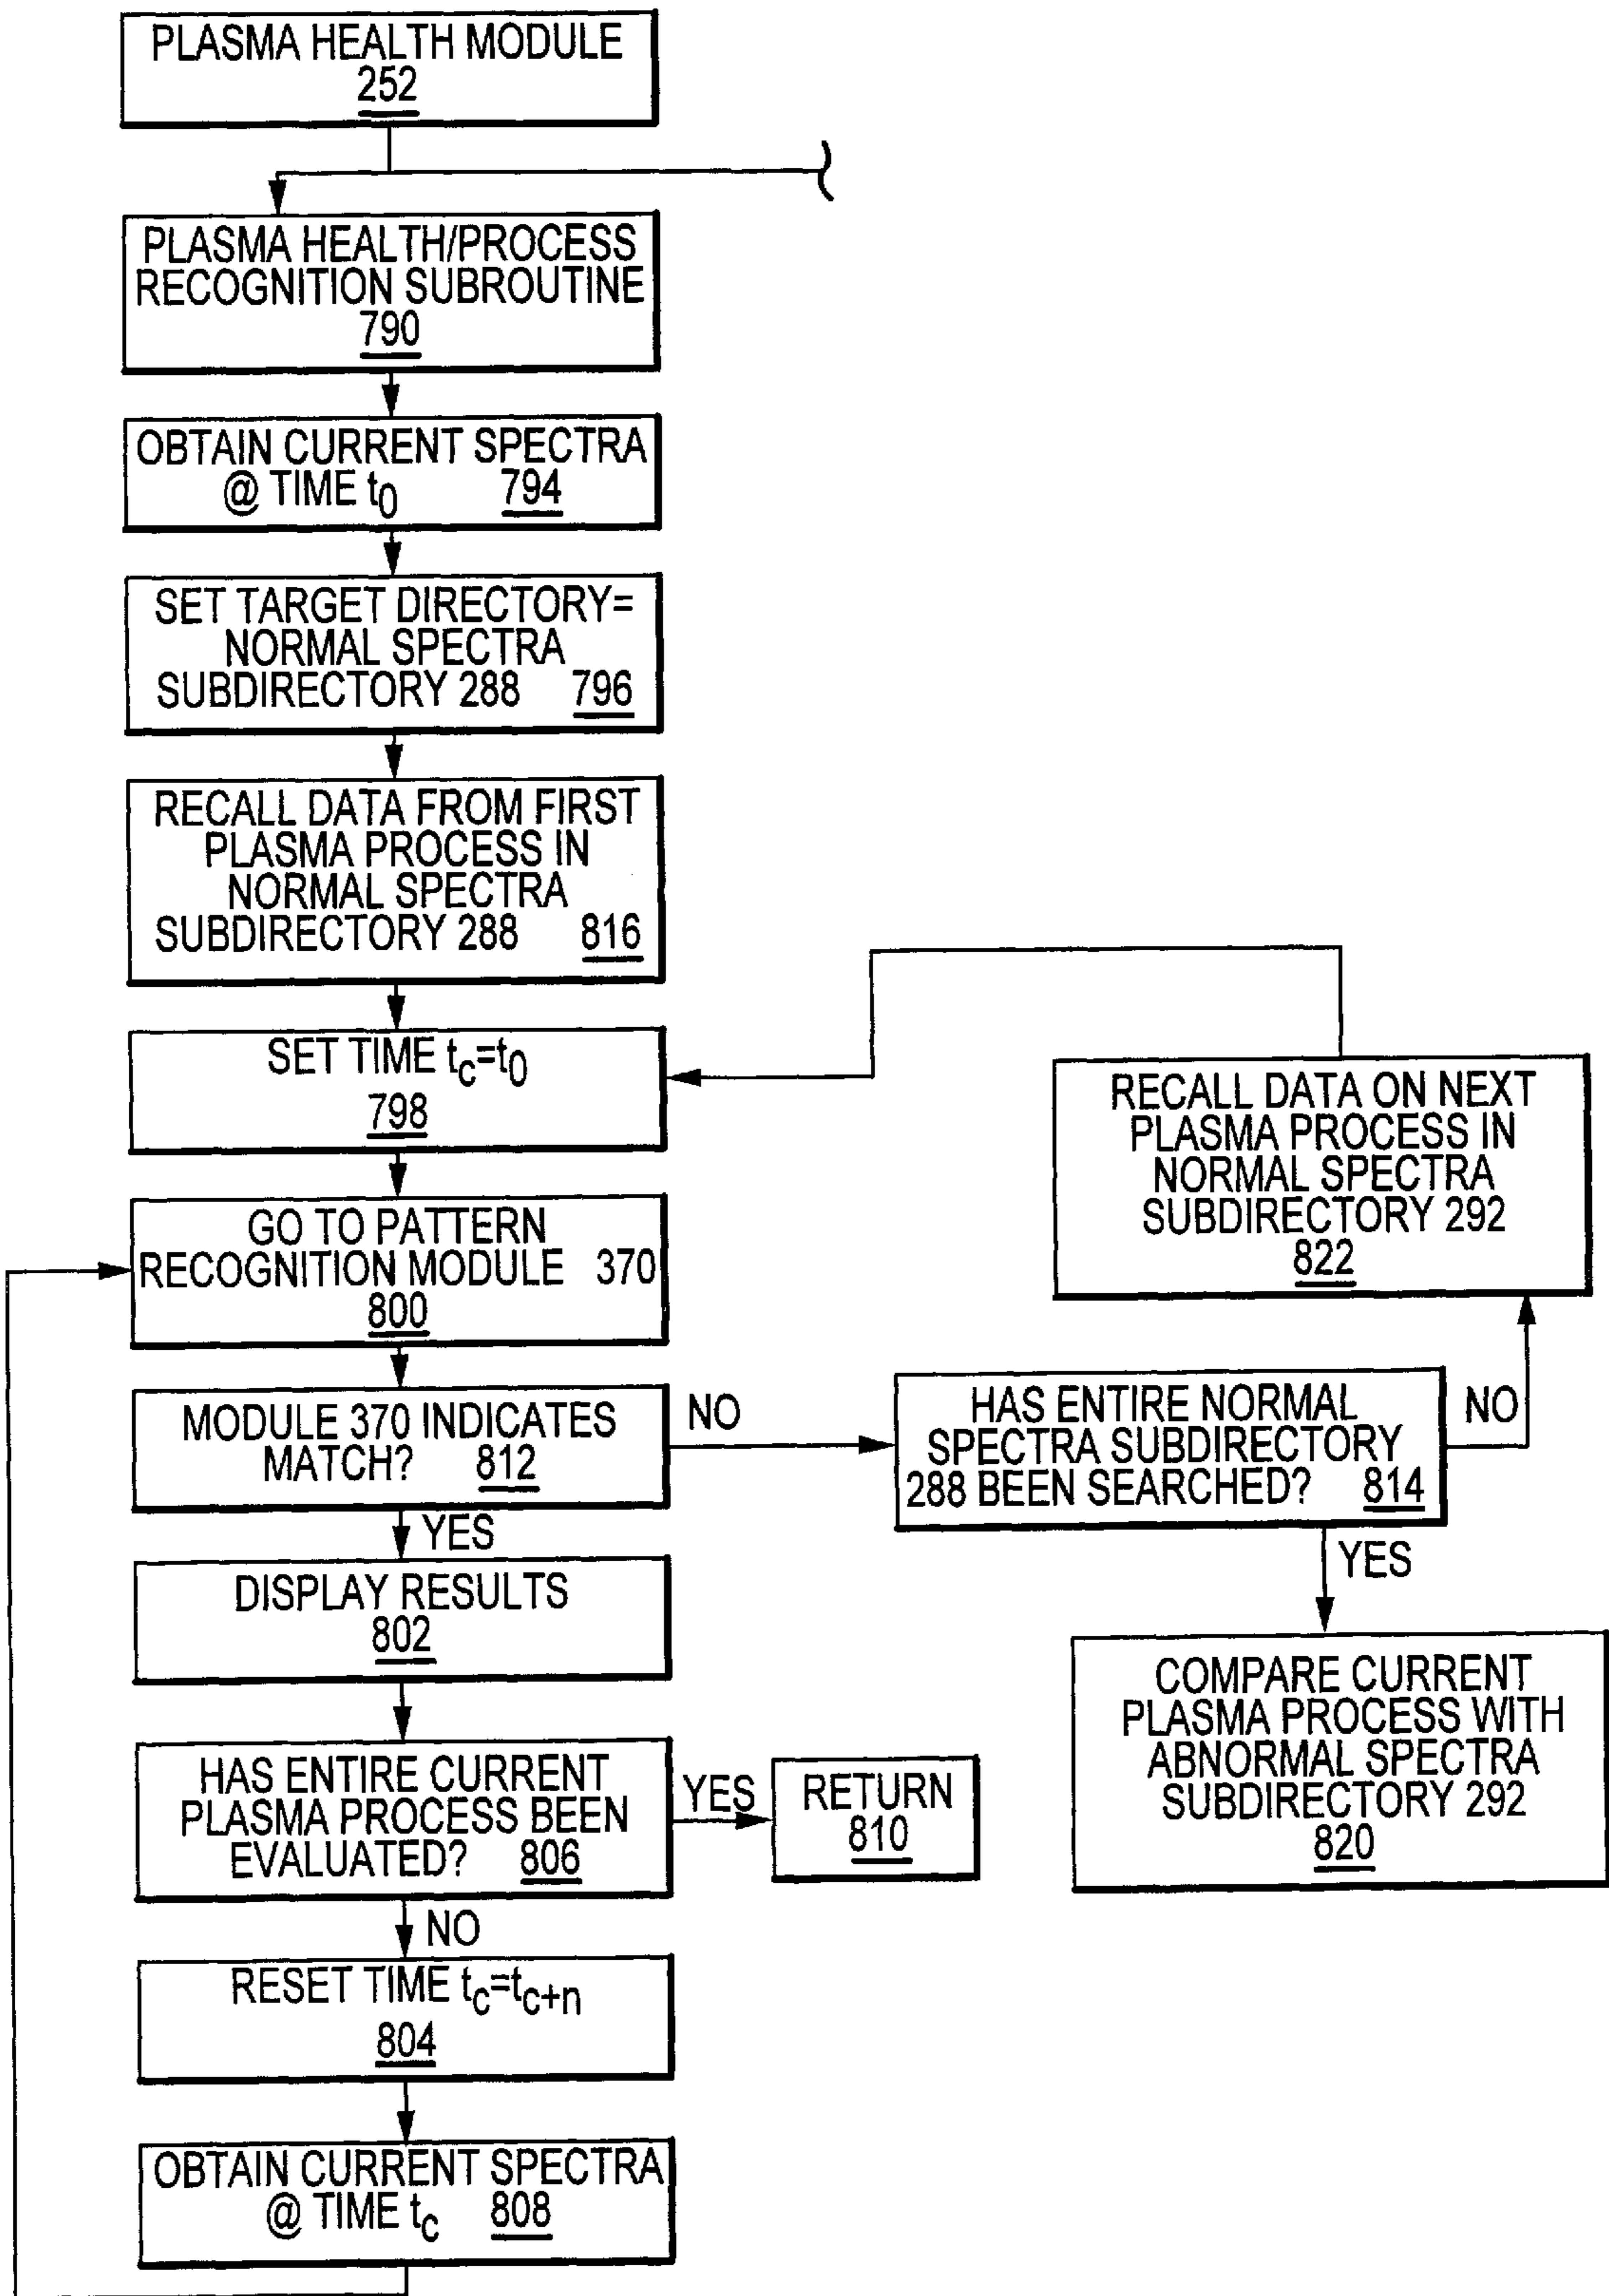 PLASMA HEALTH MODULE
252
PLASMA HEALTH/PROCESS
RECOGNITION SUBROUTINE
790
OBTAIN CURRENT SPECTRA
@ TIME t0 794
SET TARGET DIRECTORY=
NORMAL SPECTRA
SUBDIRECTORY 288 796
RECALL DATA FROM FIRST
PLASMA PROCESS IN
NORMAL SPECTRA
SUBDIRECTORY 288 816
SET TIME tc=t0
798
GO TO PATTERN
RECOGNITION MODULE 370
800
MODULE 370 INDICATES
MATCH? 812
NO
YES
HAS ENTIRE NORMAL
SPECTRA SUBDIRECTORY
288 BEEN SEARCHED? 814
NO
YES
RECALL DATA ON NEXT
PLASMA PROCESS IN
NORMAL SPECTRA
SUBDIRECTORY 292
822
COMPARE CURRENT
PLASMA PROCESS WITH
ABNORMAL SPECTRA
SUBDIRECTORY 292
820
DISPLAY RESULTS
802
HAS ENTIRE CURRENT
PLASMA PROCESS BEEN
EVALUATED? 806
YES
RETURN
810
NO
RESET TIME tc=tc+n
804
OBTAIN CURRENT SPECTRA
@ TIME tc 808